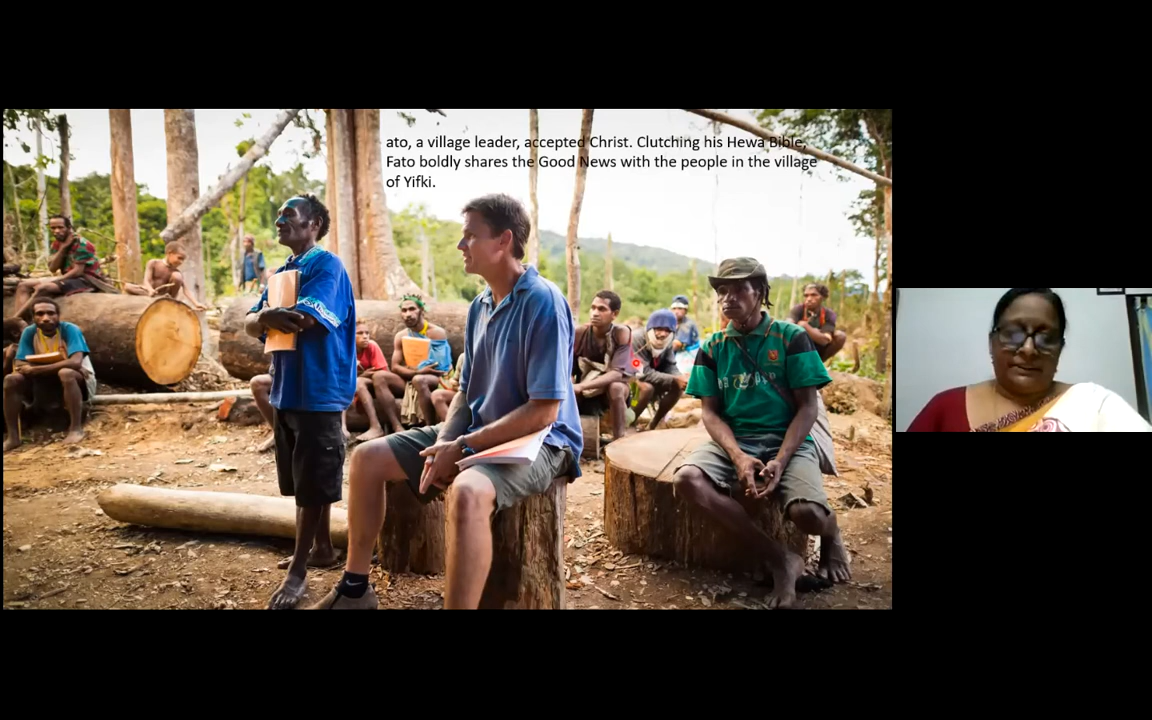 ato, a village leader, accepted Christ. Clutching his Hewa Bible,
Fato boldly shares the Good News with the people in the village
of Yifki.